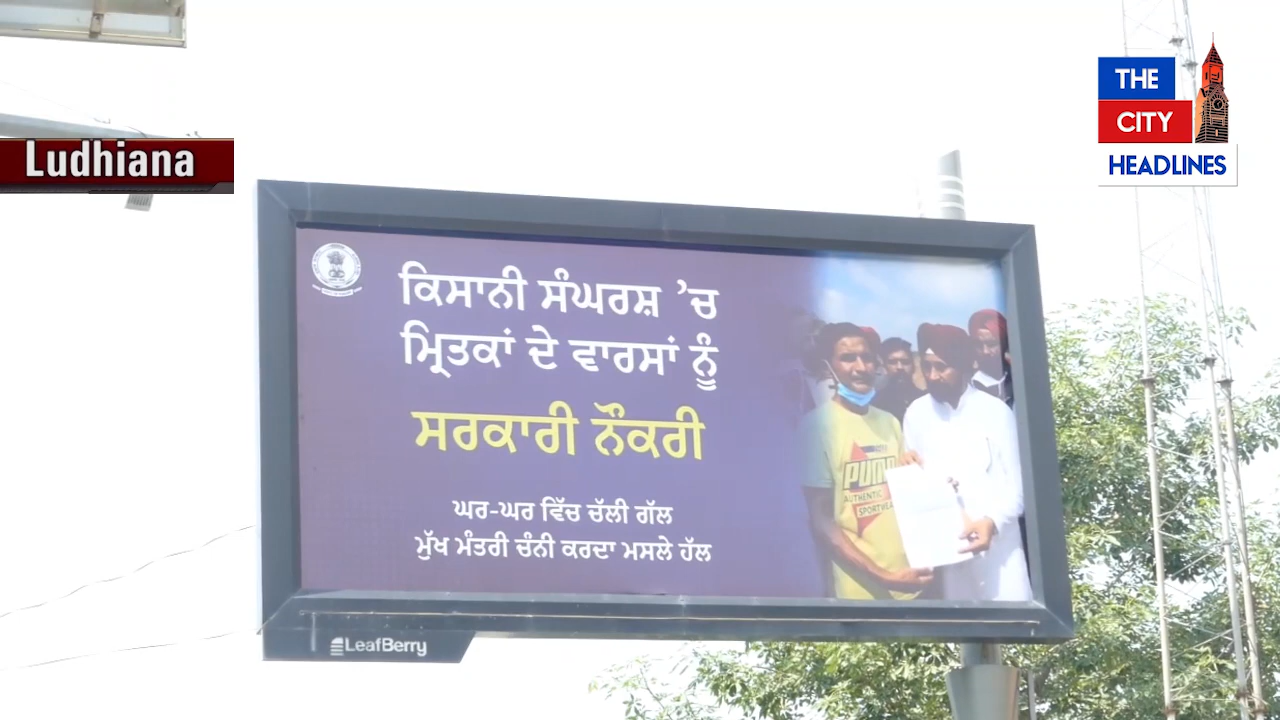 THE
CITY
HEADLINES
Ludhiana
ਕਿਸਾਨੀ ਸੰਘਰਸ਼ ’ਚ
ਮ੍ਰਿਤਕਾਂ ਦੇ ਵਾਰਸਾਂ ਨੂੰ
ਸਰਕਾਰੀ ਨੌਕਰੀ
ਘਰ-ਘਰ ਵਿੱਚ ਚੱਲੀ ਗੱਲ
ਮੁੱਖ ਮੰਤਰੀ ਚੰਨੀ ਕਰਦਾ ਮਸਲੇ ਹੱਲ
PUMA
AUTHENTIC
LeafBerry